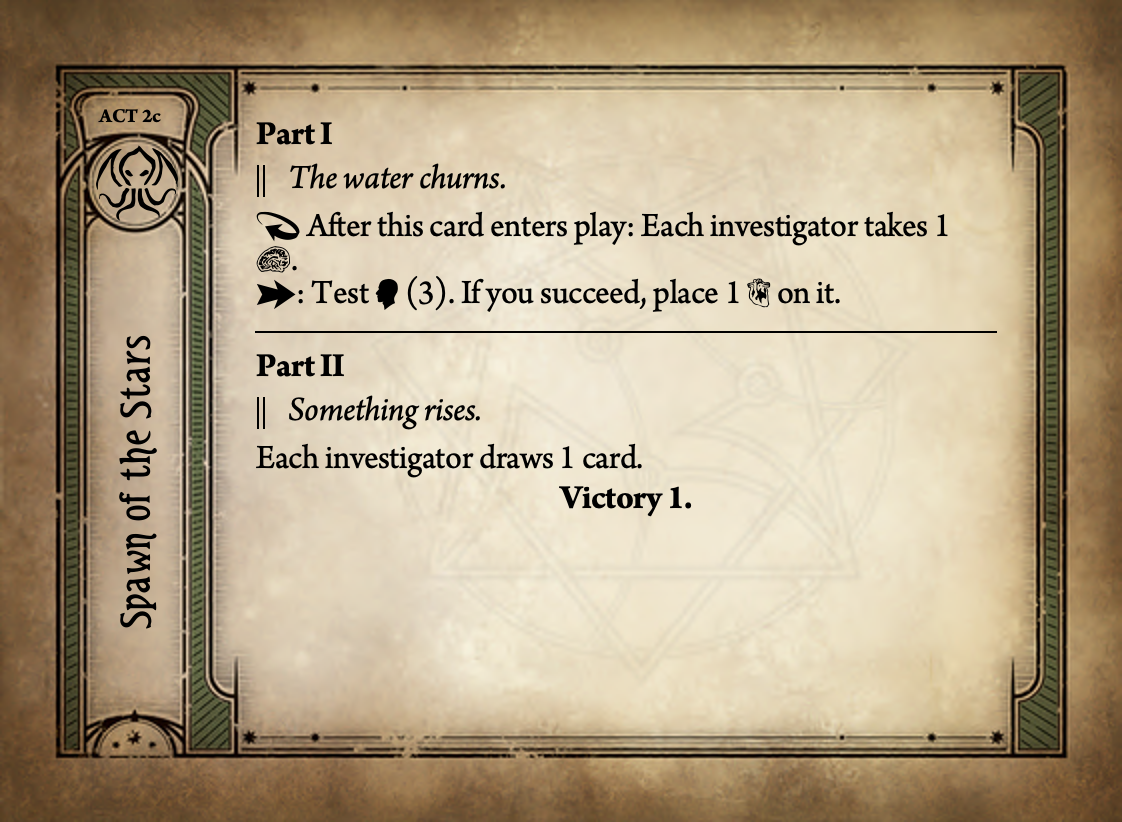 ACT 2c
Spawn of the Stars
Part I
The water churns.
After this card enters play: Each investigator takes 1
.
: Test (3). If you succeed, place 1 on it.
Part II
Something rises.
Each investigator draws 1 card.
Victory 1.